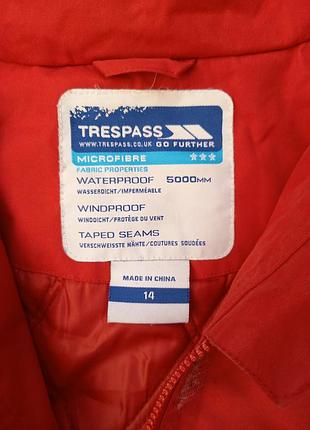 TRESPASS
WWW.TRESPASS.CO.UK GO FURTHER
MICROFIBRE ★★★
FABRIC PROPERTIES
WATERPROOF 5000MM
WASSERDICHT/IMPERMÉABLE
WINDPROOF
WINDDICHT/PROTÈGE DU VENT
TAPED SEAMS
VERSCHWEISSTE NÄHTE/COUTURES SOUDÉES
MADE IN CHINA
14